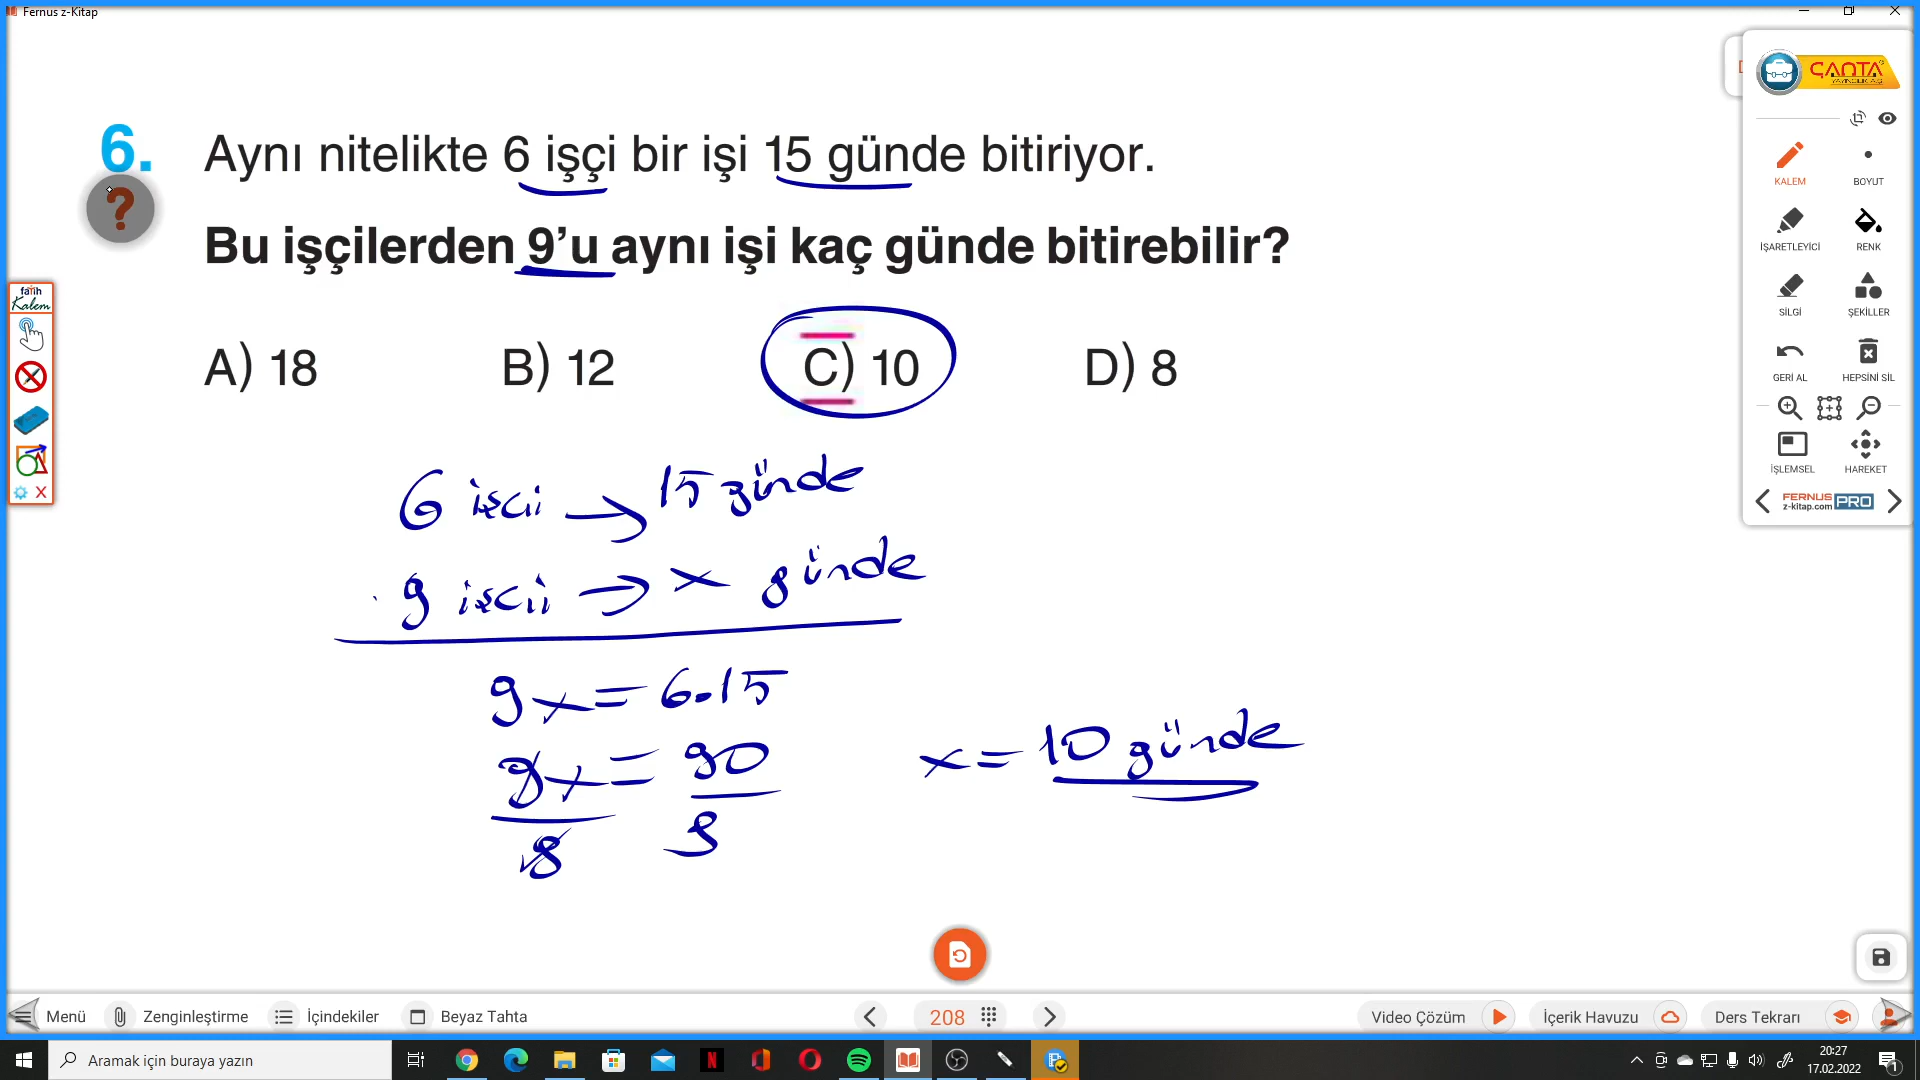 Fernus z-Kitap
ÇANTA
YAYINCILIK A.Ş.
6. Aynı nitelikte 6 işçi bir işi 15 günde bitiriyor.
?
Bu işçilerden 9'u aynı işi kaç günde bitirebilir?
A) 18 B) 12 C) 10 D) 8
6 işçi → 15 günde
9 işçi → x günde
9x = 6.15
9x = 90
9 9
x = 10 günde
fatih
Kalem
X
KALEM BOYUT
İŞARETLEYİCİ RENK
SİLGİ ŞEKİLLER
GERİ AL HEPSİNİ SİL
İŞLEMSEL HAREKET
FERNUS
z-kitap.com PRO
Menü Zenginleştirme İçindekiler Beyaz Tahta 208 Video Çözüm İçerik Havuzu Ders Tekrarı
Aramak için buraya yazın
20:27
17.02.2022
1